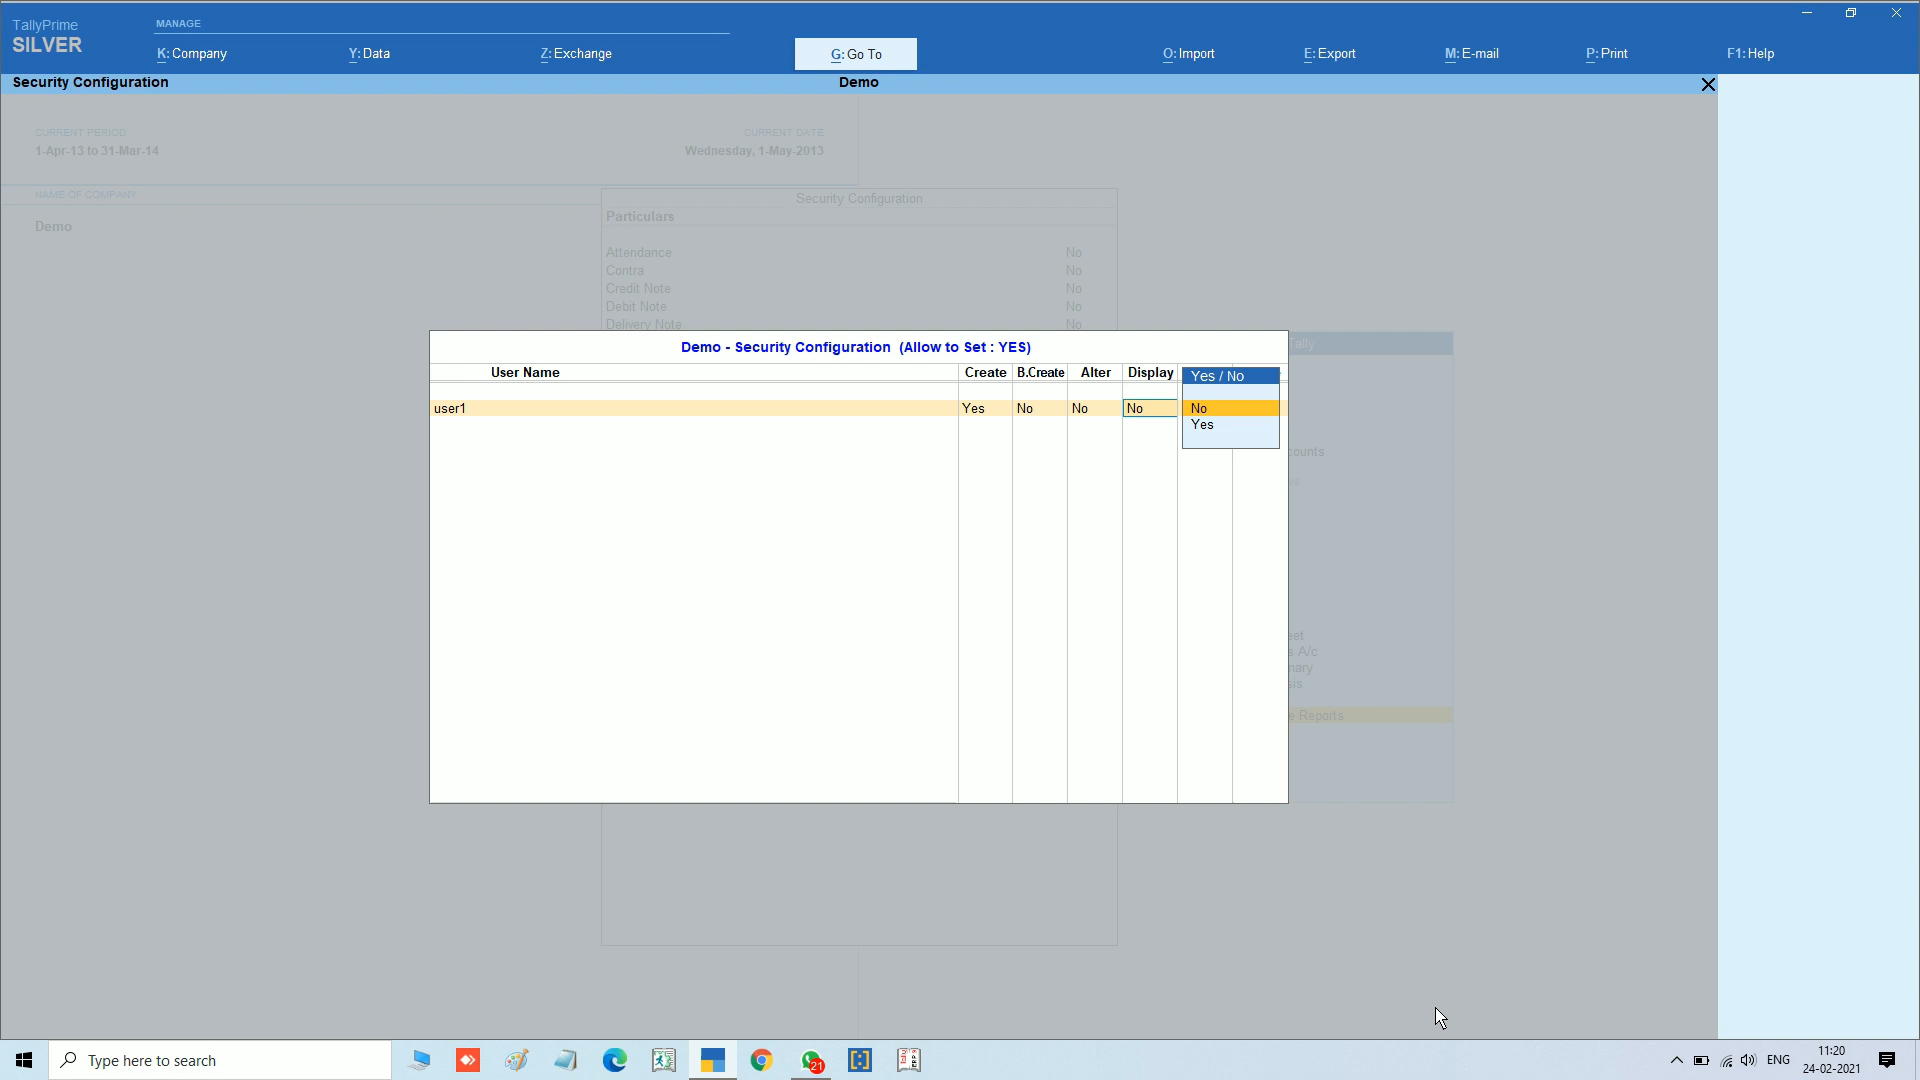 TallyPrime
SILVER
MANAGE
K: Company
Y: Data
Z: Exchange
G: Go To
O: Import
E: Export
M: E-mail
P: Print
F1: Help
Security Configuration
Demo
CURRENT PERIOD
1-Apr-13 to 31-Mar-14
CURRENT DATE
Wednesday, 1-May-2013
NAME OF COMPANY
Demo
Security Configuration
Particulars
Attendance No
Contra No
Credit Note No
Debit Note No
Delivery Note No
Tally
Demo - Security Configuration (Allow to Set : YES)
User Name Create B.Create Alter Display
user1 Yes No No No
Yes / No
No
Yes
counts
eet
s A/c
mary
sis
e Reports
Type here to search
21
ENG
11:20
24-02-2021